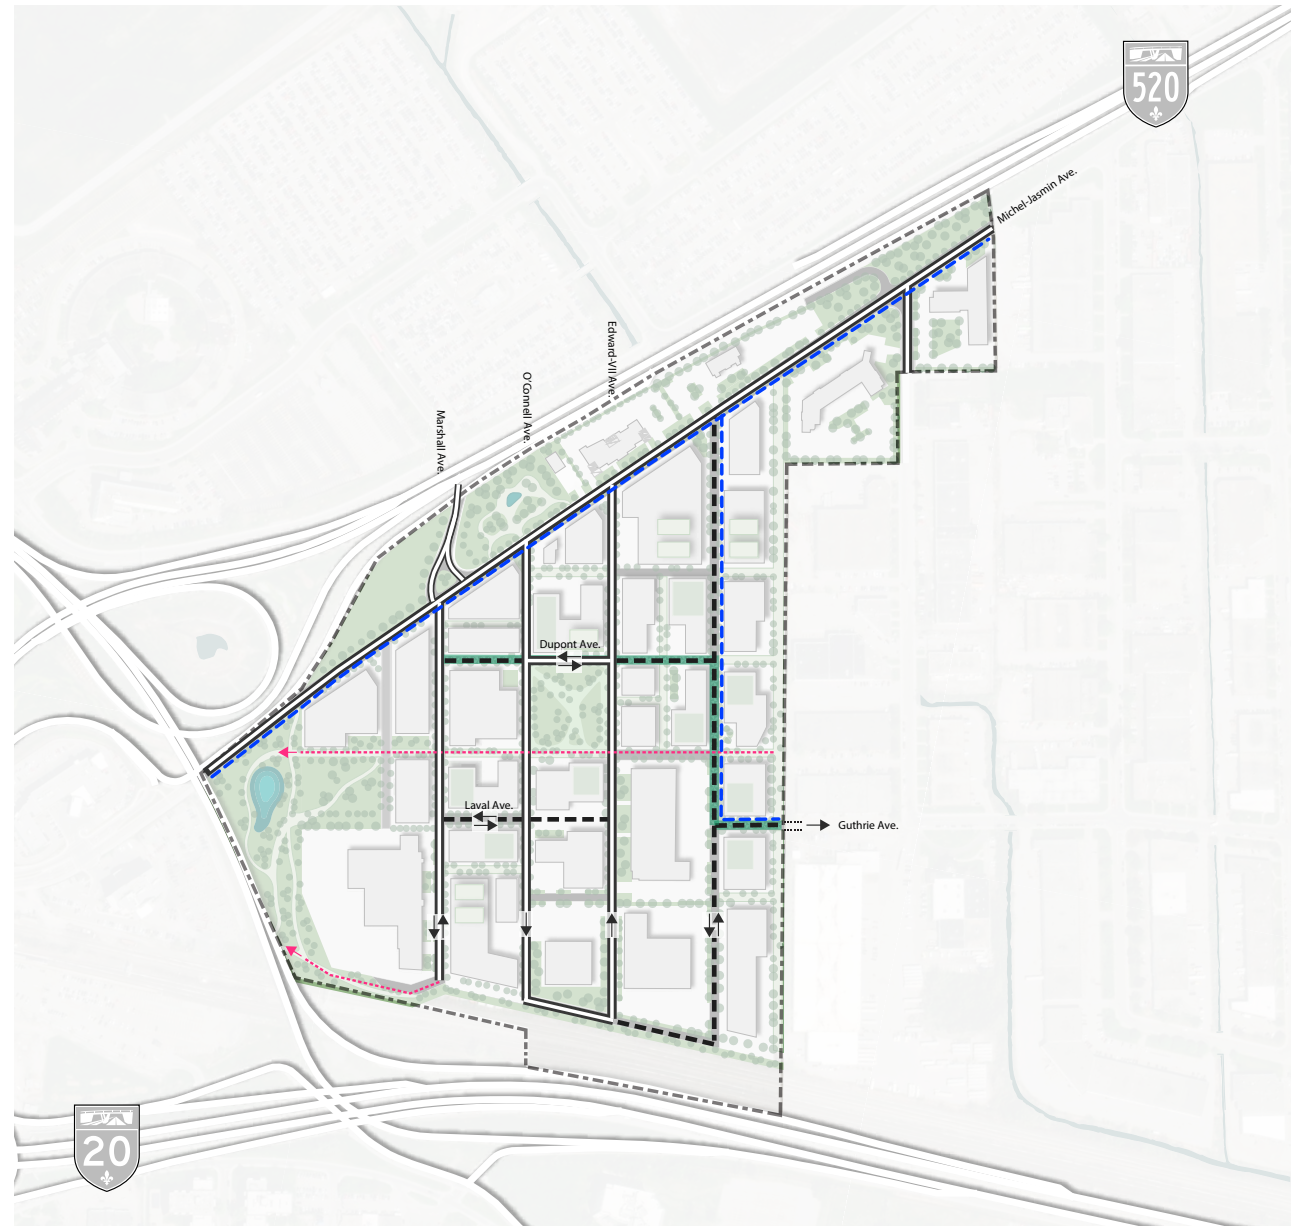 520
Michel-Jasmin Ave.
Edward-VII Ave.
O'Connell Ave.
Marshall Ave.
Dupont Ave.
Laval Ave.
Guthrie Ave.
20